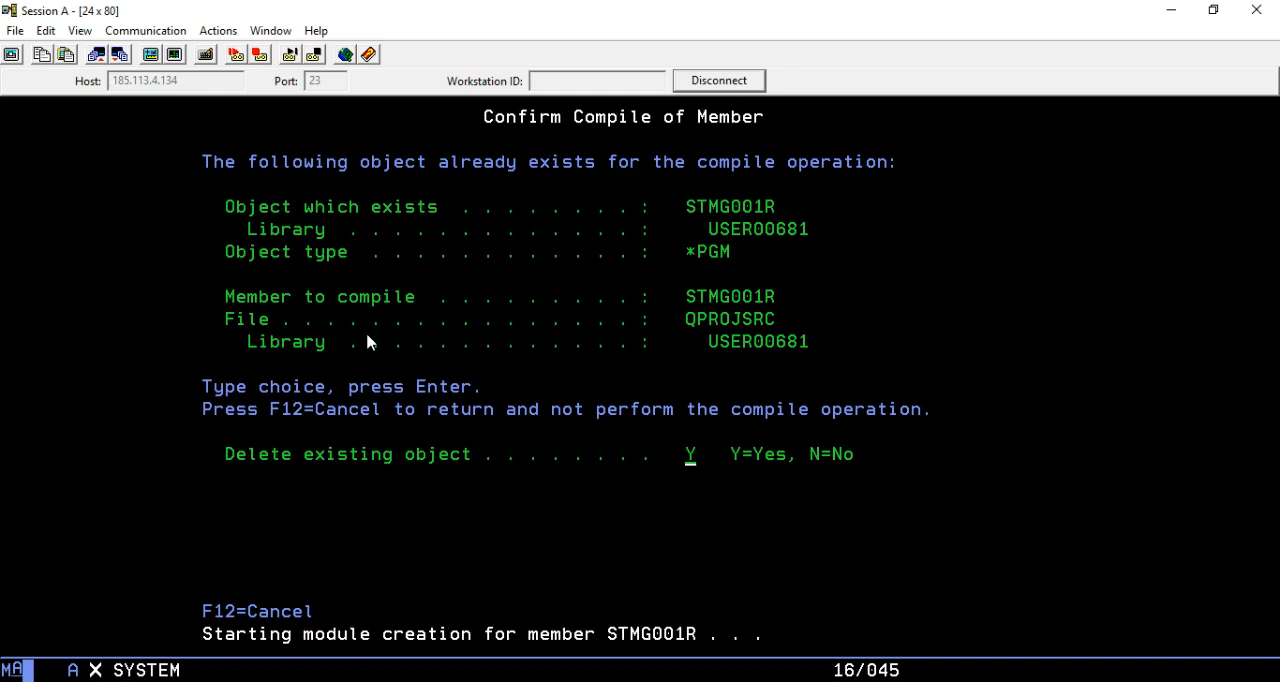 Session A - [24 x 80]
File Edit View Communication Actions Window Help
Host: 185.113.4.134 Port: 23 Workstation ID: Disconnect
Confirm Compile of Member
The following object already exists for the compile operation:
Object which exists . . . . . . . . : STMG001R
Library . . . . . . . . . . . . . : USER00681
Object type . . . . . . . . . . . . : *PGM
Member to compile . . . . . . . . . : STMG001R
File . . . . . . . . . . . . . . . . : QPROJSRC
Library . . . . . . . . . . . . . : USER00681
Type choice, press Enter.
Press F12=Cancel to return and not perform the compile operation.
Delete existing object . . . . . . . . Y Y=Yes, N=No
F12=Cancel
Starting module creation for member STMG001R . . .
MA A X SYSTEM 16/045